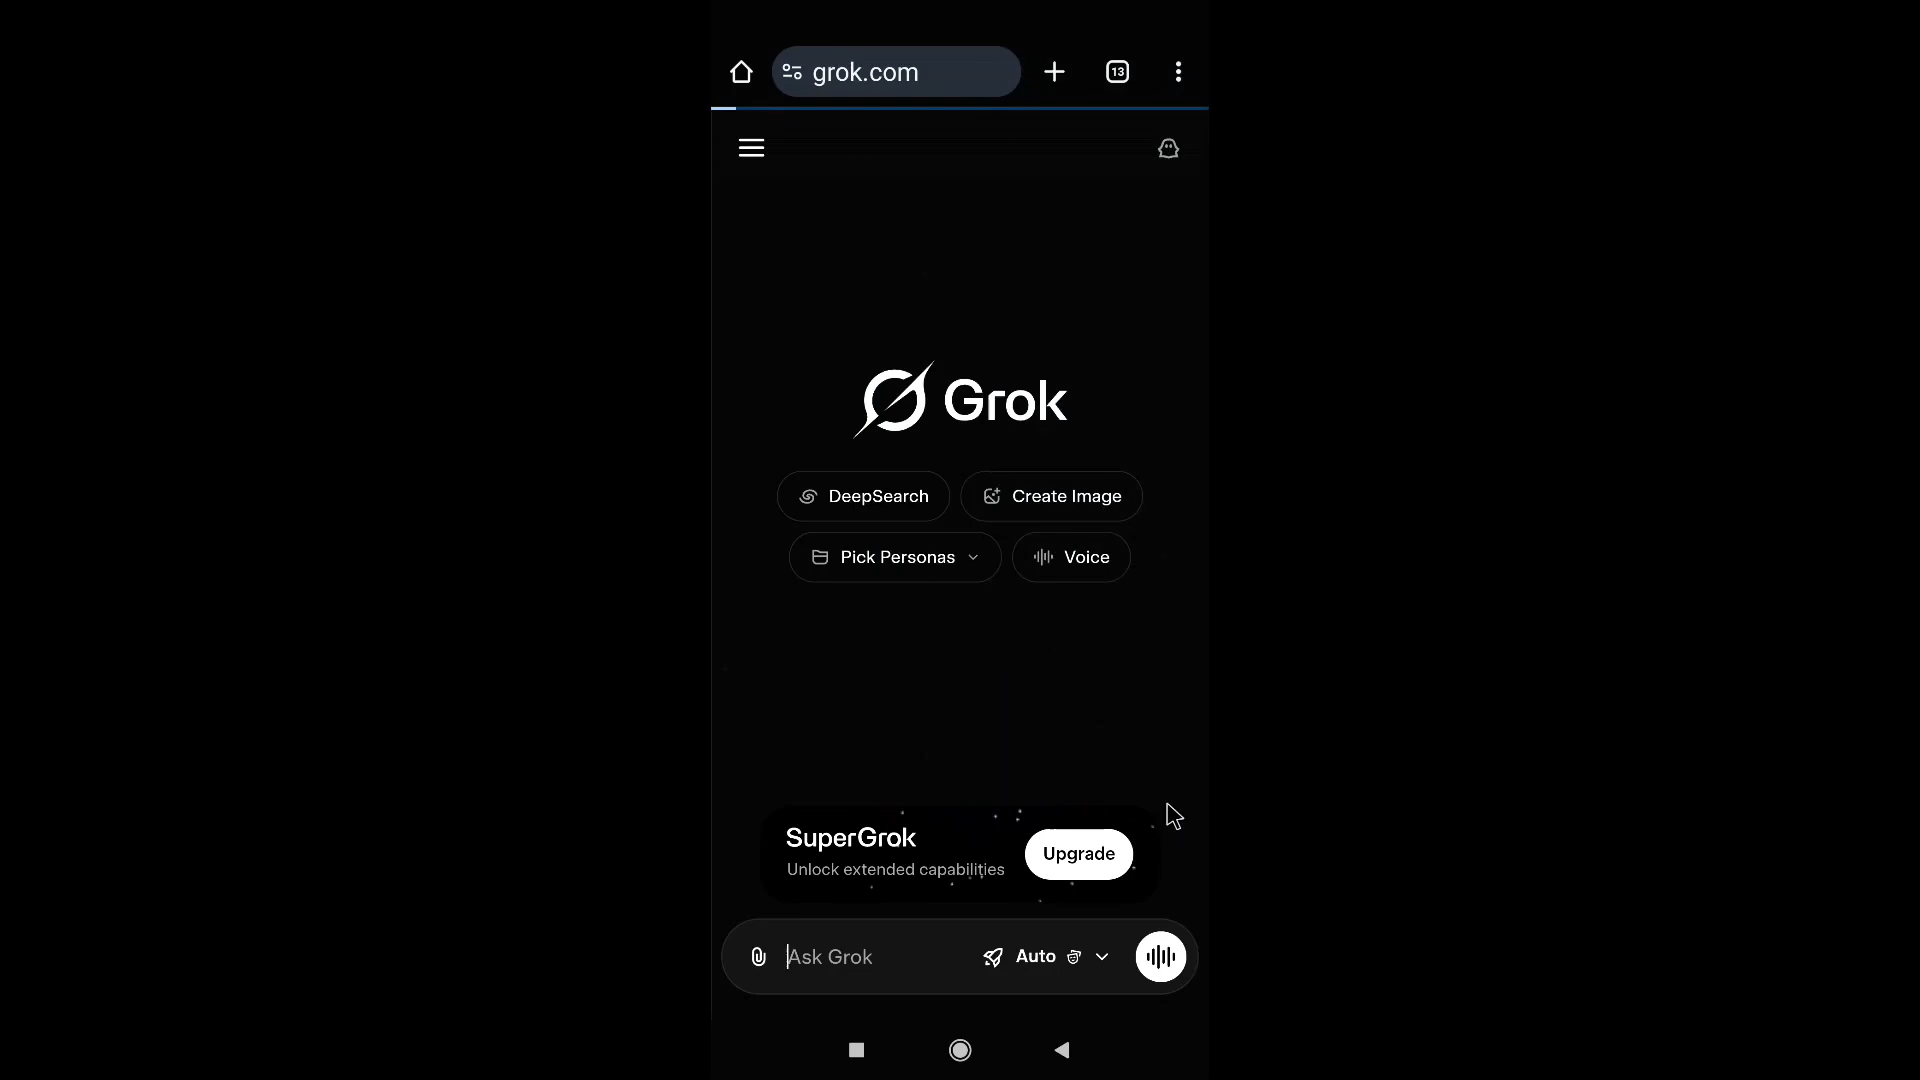 grok.com
13
Grok
DeepSearch
Create Image
Pick Personas
Voice
SuperGrok
Unlock extended capabilities
Upgrade
Ask Grok
Auto